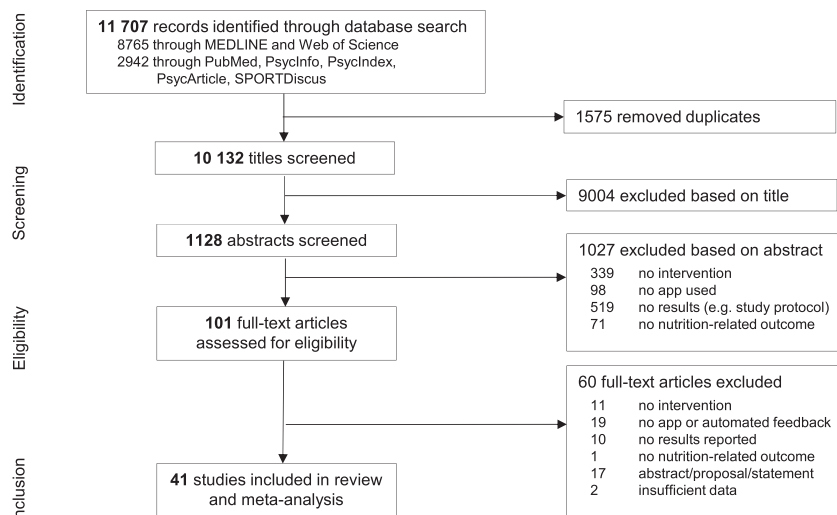 Identification
11 707 records identified through database search
8765 through MEDLINE and Web of Science
2942 through PubMed, PsycInfo, PsycIndex,
PsycArticle, SPORTDiscus
1575 removed duplicates
Screening
10 132 titles screened
9004 excluded based on title
1128 abstracts screened
1027 excluded based on abstract
339 no intervention
98 no app used
519 no results (e.g. study protocol)
71 no nutrition-related outcome
Eligibility
101 full-text articles
assessed for eligibility
60 full-text articles excluded
11 no intervention
19 no app or automated feedback
10 no results reported
1 no nutrition-related outcome
17 abstract/proposal/statement
2 insufficient data
nclusion
41 studies included in review
and meta-analysis